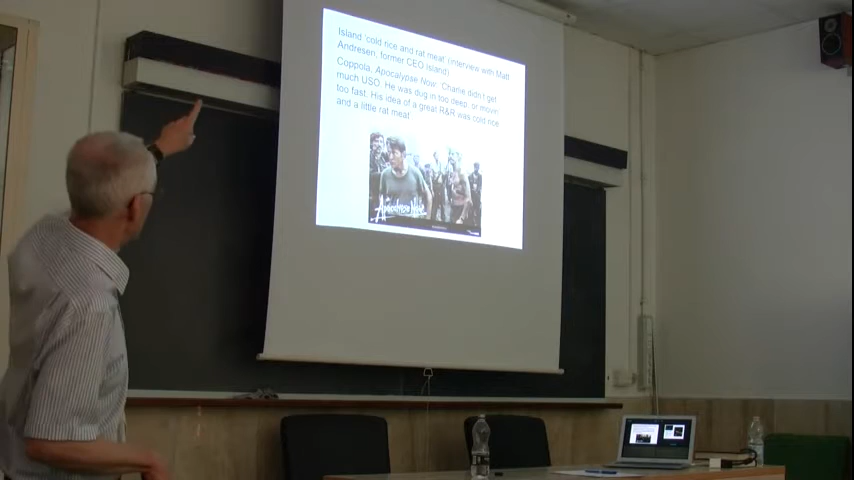 Island 'cold rice and rat meat' (interview with Matt
Andresen, former CEO Island)
Coppola, Apocalypse Now: 'Charlie didn't get
much USO. He was dug in too deep, or movin'
too fast. His idea of a great R&R was cold rice
and a little rat meat'
Apocalypse Now